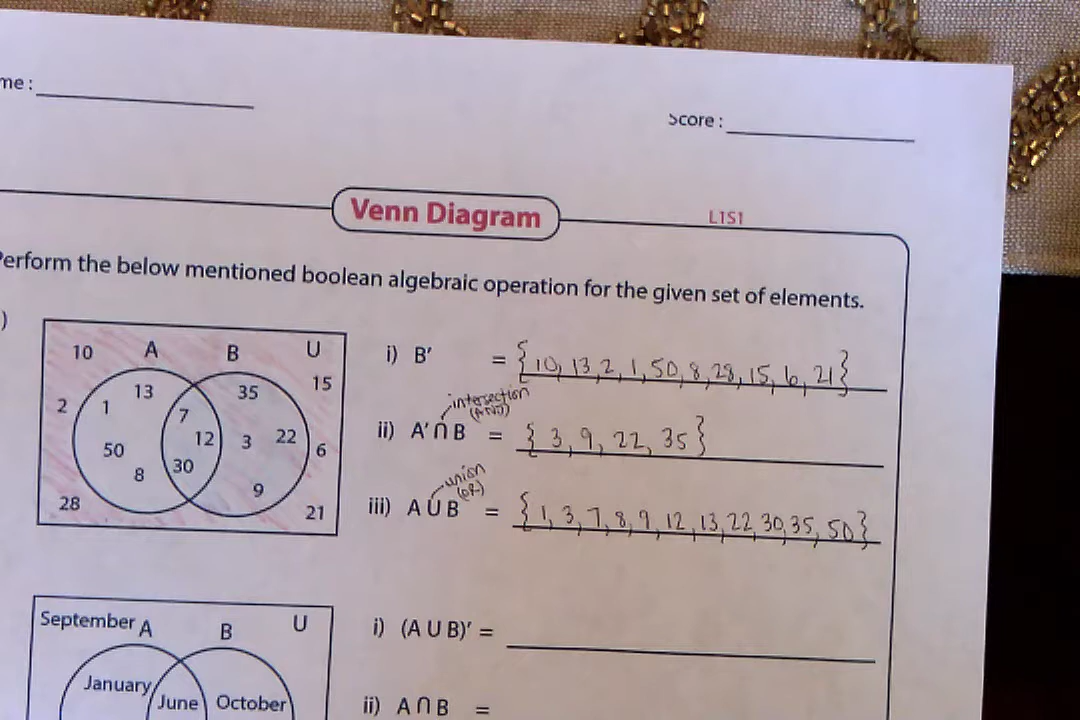 me :
Score :
Venn Diagram
L1S1
Perform the below mentioned boolean algebraic operation for the given set of elements.
)
10 A B U
13 35 15
2 1 7
12 3 22 6
50
8 30
9
28 21
i) B′ = {10, 13, 2, 1, 50, 8, 28, 15, 6, 21}
intersection
(AND)
ii) A′ ∩ B = {3, 9, 22, 35}
union
(OR)
iii) A ∪ B = {1, 3, 7, 8, 9, 12, 13, 22, 30, 35, 50}
September A B U
January June October
i) (A ∪ B)′ =
ii) A ∩ B =